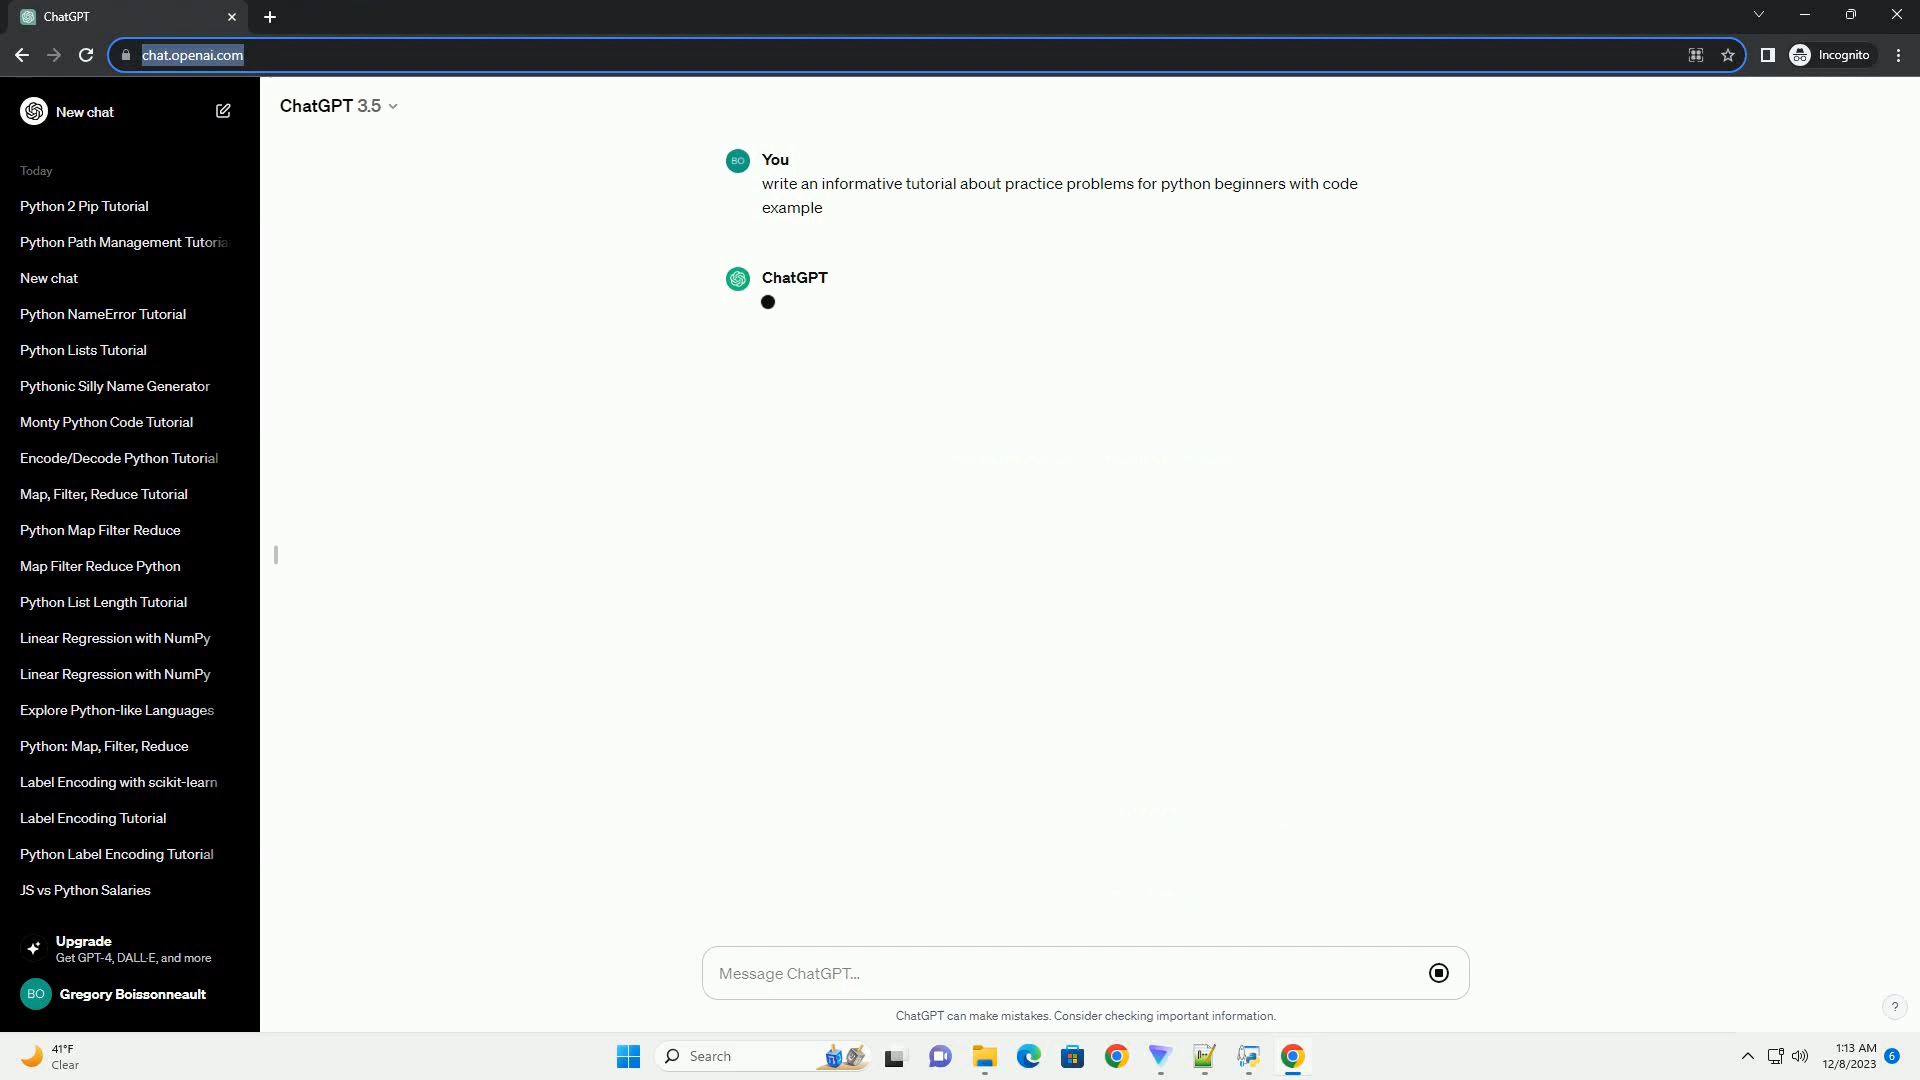 ChatGPT
chat.openai.com
Incognito
New chat
Today
Python 2 Pip Tutorial
Python Path Management Tutoria
New chat
Python NameError Tutorial
Python Lists Tutorial
Pythonic Silly Name Generator
Monty Python Code Tutorial
Encode/Decode Python Tutorial
Map, Filter, Reduce Tutorial
Python Map Filter Reduce
Map Filter Reduce Python
Python List Length Tutorial
Linear Regression with NumPy
Linear Regression with NumPy
Explore Python-like Languages
Python: Map, Filter, Reduce
Label Encoding with scikit-learn
Label Encoding Tutorial
Python Label Encoding Tutorial
JS vs Python Salaries
Upgrade
Get GPT-4, DALL·E, and more
BO Gregory Boissonneault
ChatGPT 3.5
BO You
write an informative tutorial about practice problems for python beginners with code
example
ChatGPT
Message ChatGPT...
ChatGPT can make mistakes. Consider checking important information.
?
41°F
Clear
Search
1:13 AM
12/8/2023
6